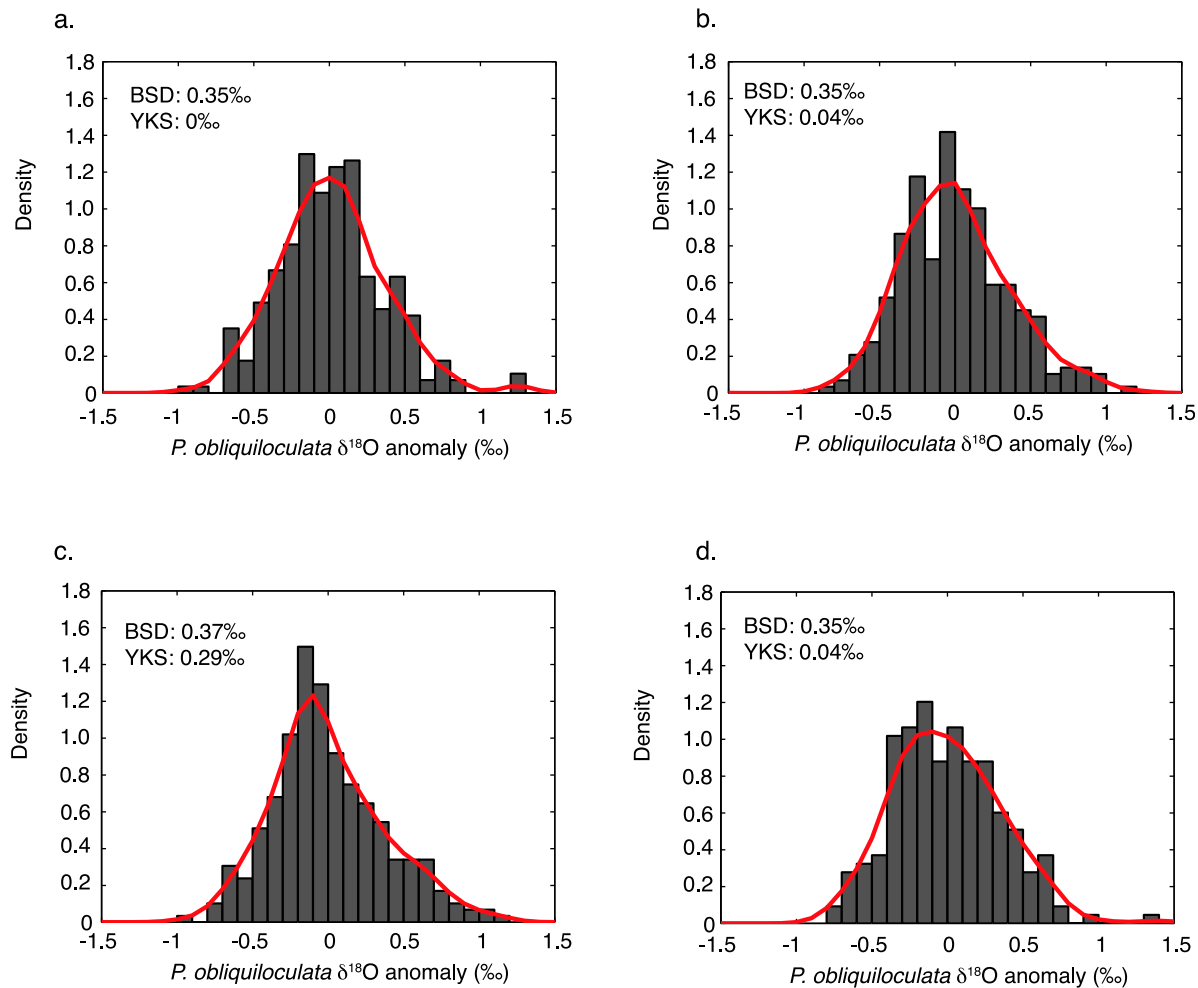 a.
1.8
1.6
1.4
1.2
1.0
0.8
0.6
0.4
0.2
0
Density
BSD: 0.35‰
YKS: 0‰
-1.5 -1 -0.5 0 0.5 1 1.5
P. obliquiloculata δ¹⁸O anomaly (‰)
b.
1.8
1.6
1.4
1.2
1.0
0.8
0.6
0.4
0.2
0
Density
BSD: 0.35‰
YKS: 0.04‰
-1.5 -1 -0.5 0 0.5 1 1.5
P. obliquiloculata δ¹⁸O anomaly (‰)
c.
1.8
1.6
1.4
1.2
1.0
0.8
0.6
0.4
0.2
0
Density
BSD: 0.37‰
YKS: 0.29‰
-1.5 -1 -0.5 0 0.5 1 1.5
P. obliquiloculata δ¹⁸O anomaly (‰)
d.
1.8
1.6
1.4
1.2
1.0
0.8
0.6
0.4
0.2
0
Density
BSD: 0.35‰
YKS: 0.04‰
-1.5 -1 -0.5 0 0.5 1 1.5
P. obliquiloculata δ¹⁸O anomaly (‰)